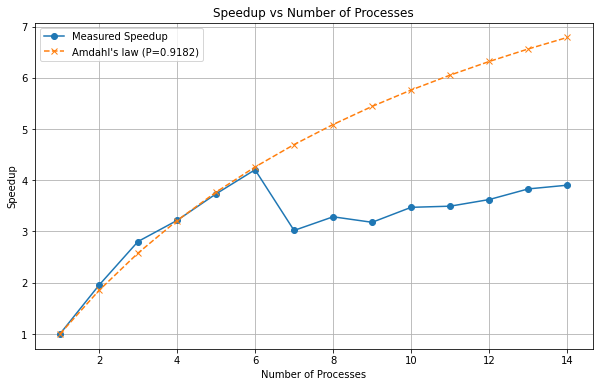 Speedup vs Number of Processes
Measured Speedup
Amdahl's law (P=0.9182)
7
6
5
4
3
2
1
Speedup
2 4 6 8 10 12 14
Number of Processes